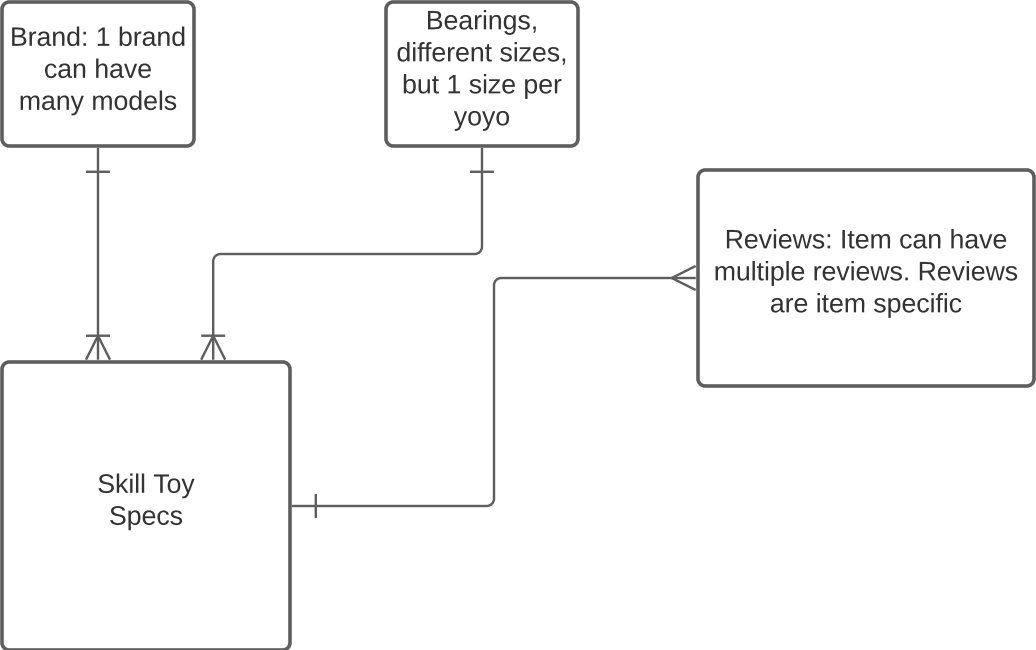 Brand: 1 brand
can have
many models
Bearings,
different sizes,
but 1 size per
yoyo
Reviews: Item can have
multiple reviews. Reviews
are item specific
Skill Toy
Specs